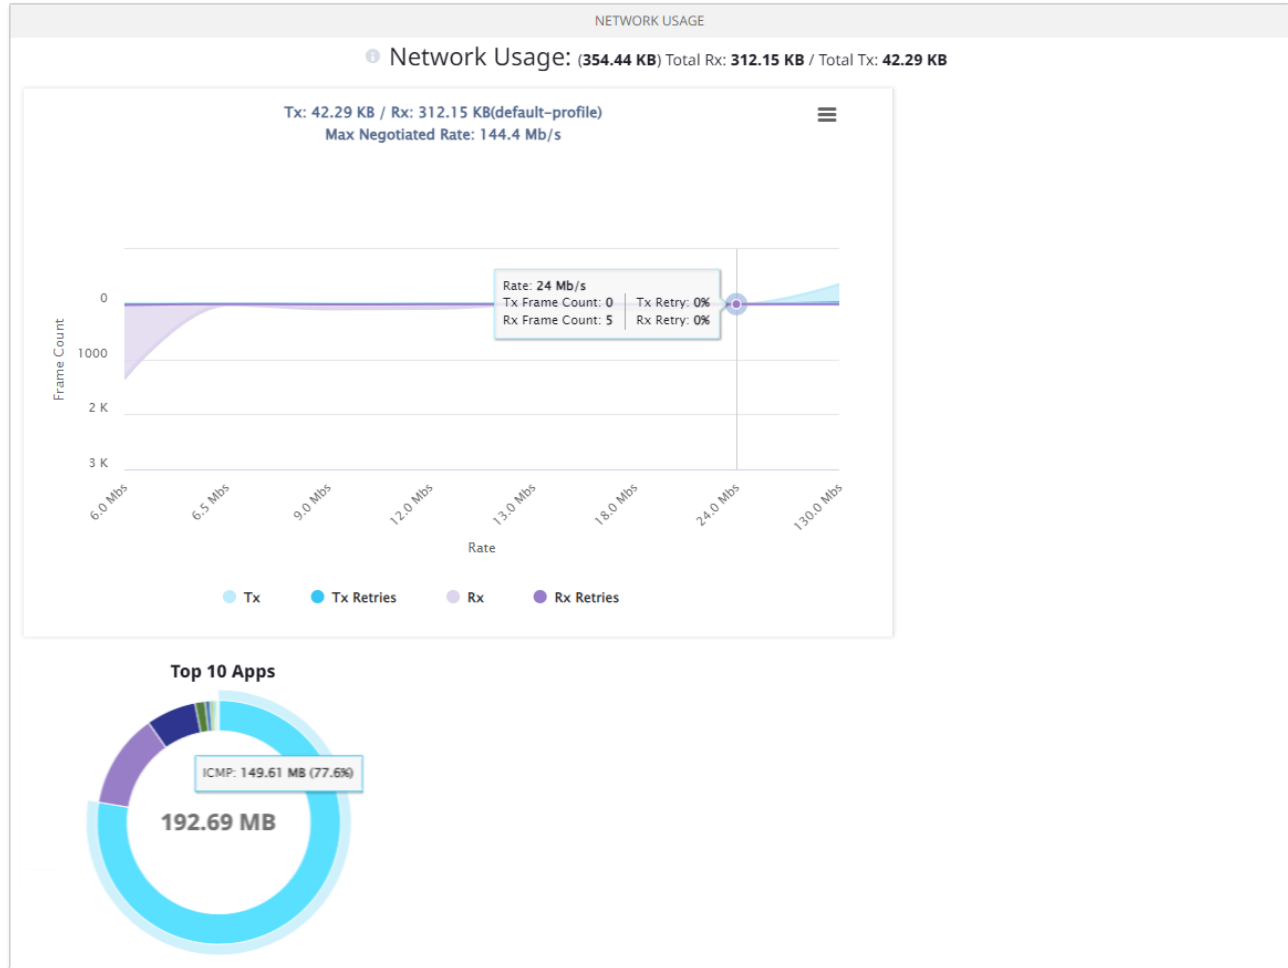 NETWORK USAGE
Network Usage: (354.44 KB) Total Rx: 312.15 KB / Total Tx: 42.29 KB
Tx: 42.29 KB / Rx: 312.15 KB(default-profile)
Max Negotiated Rate: 144.4 Mb/s
Rate: 24 Mb/s
Tx Frame Count: 0 Tx Retry: 0%
Rx Frame Count: 5 Rx Retry: 0%
Frame Count
0
1000
2 K
3 K
6.0 Mbs 6.5 Mbs 9.0 Mbs 12.0 Mbs 13.0 Mbs 18.0 Mbs 24.0 Mbs 130.0 Mbs
Rate
Tx Tx Retries Rx Rx Retries
Top 10 Apps
ICMP: 149.61 MB (77.6%)
192.69 MB